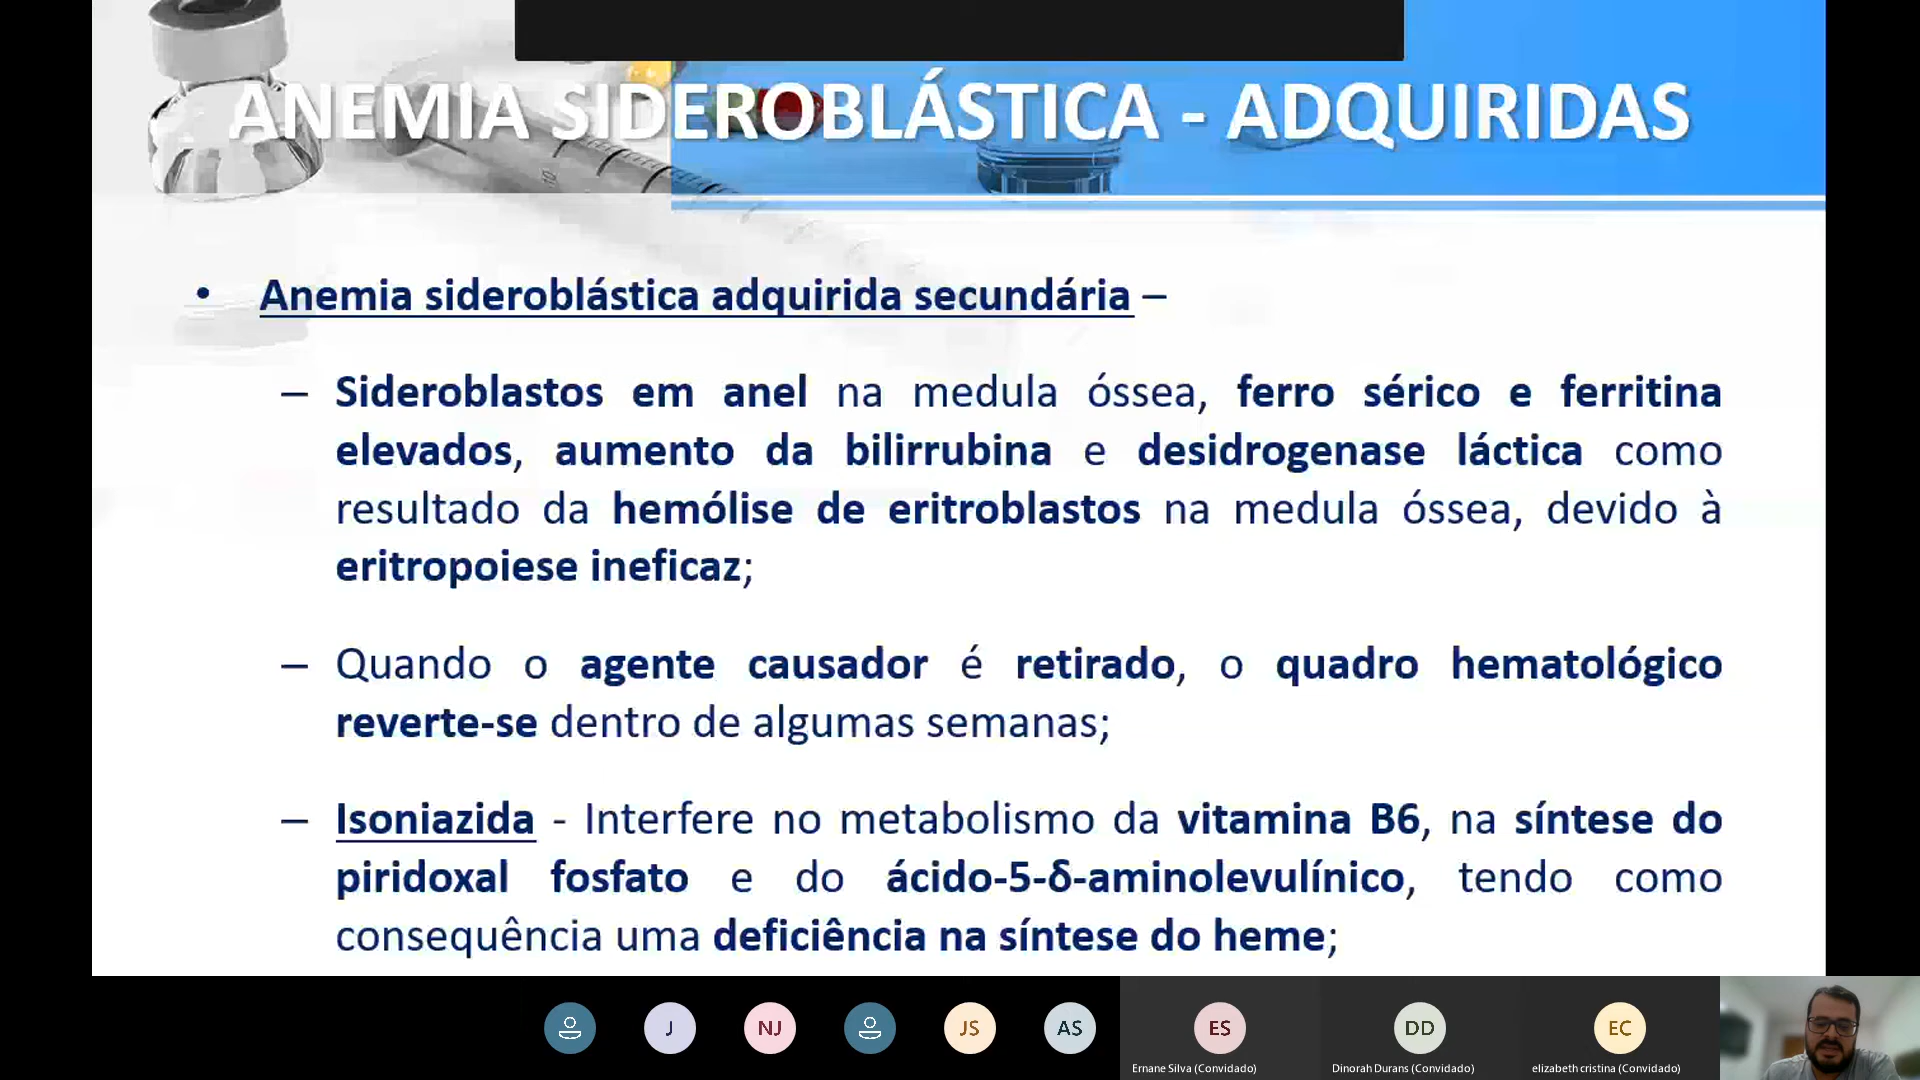 ANEMIA SIDEROBLÁSTICA - ADQUIRIDAS
• Anemia sideroblástica adquirida secundária –
– Sideroblastos em anel na medula óssea, ferro sérico e ferritina
elevados, aumento da bilirrubina e desidrogenase láctica como
resultado da hemólise de eritroblastos na medula óssea, devido à
eritropoiese ineficaz;
– Quando o agente causador é retirado, o quadro hematológico
reverte-se dentro de algumas semanas;
– Isoniazida - Interfere no metabolismo da vitamina B6, na síntese do
piridoxal fosfato e do ácido-5-δ-aminolevulínico, tendo como
consequência uma deficiência na síntese do heme;
J NJ JS AS ES DD EC
Ernane Silva (Convidado) Dinorah Durans (Convidado) elizabeth cristina (Convidado)